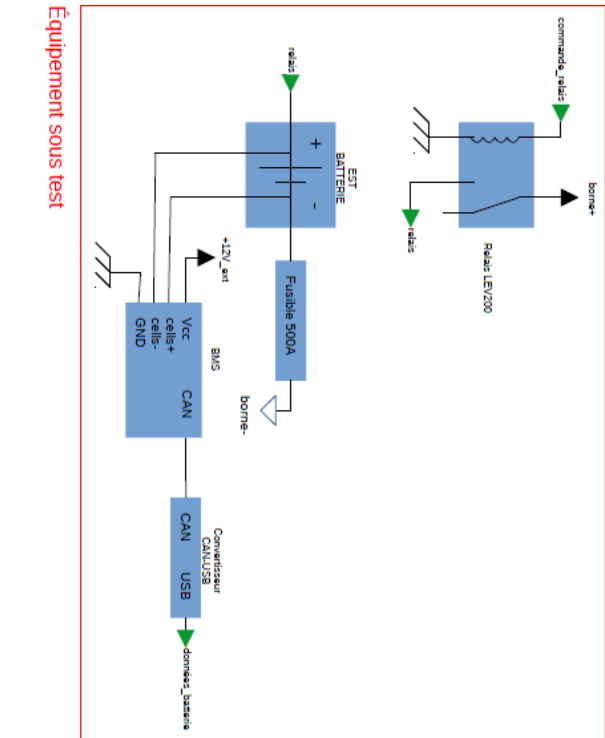 Équipement sous test
commande_relais
borne+
relais
Relais LEV200
relais
+
-
EST
BATTERIE
Fusible 500A
borne-
+12V_ext
BMS
Vcc
cells+
cells-
GND
CAN
Convertisseur
CAN-USB
CAN
USB
données_batterie